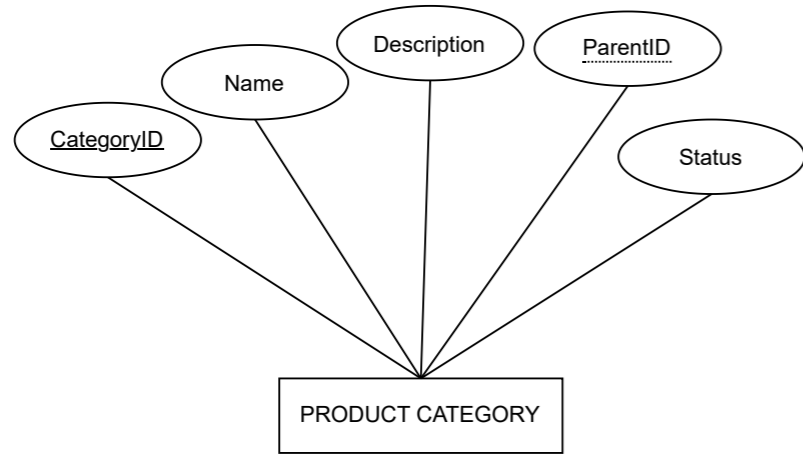 Description
ParentID
Name
CategoryID
Status
PRODUCT CATEGORY